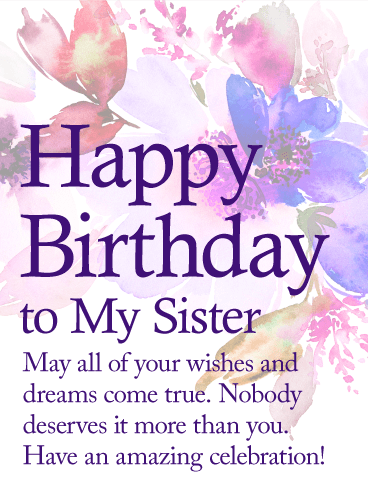 Happy
Birthday
to My Sister
May all of your wishes and
dreams come true. Nobody
deserves it more than you.
Have an amazing celebration!